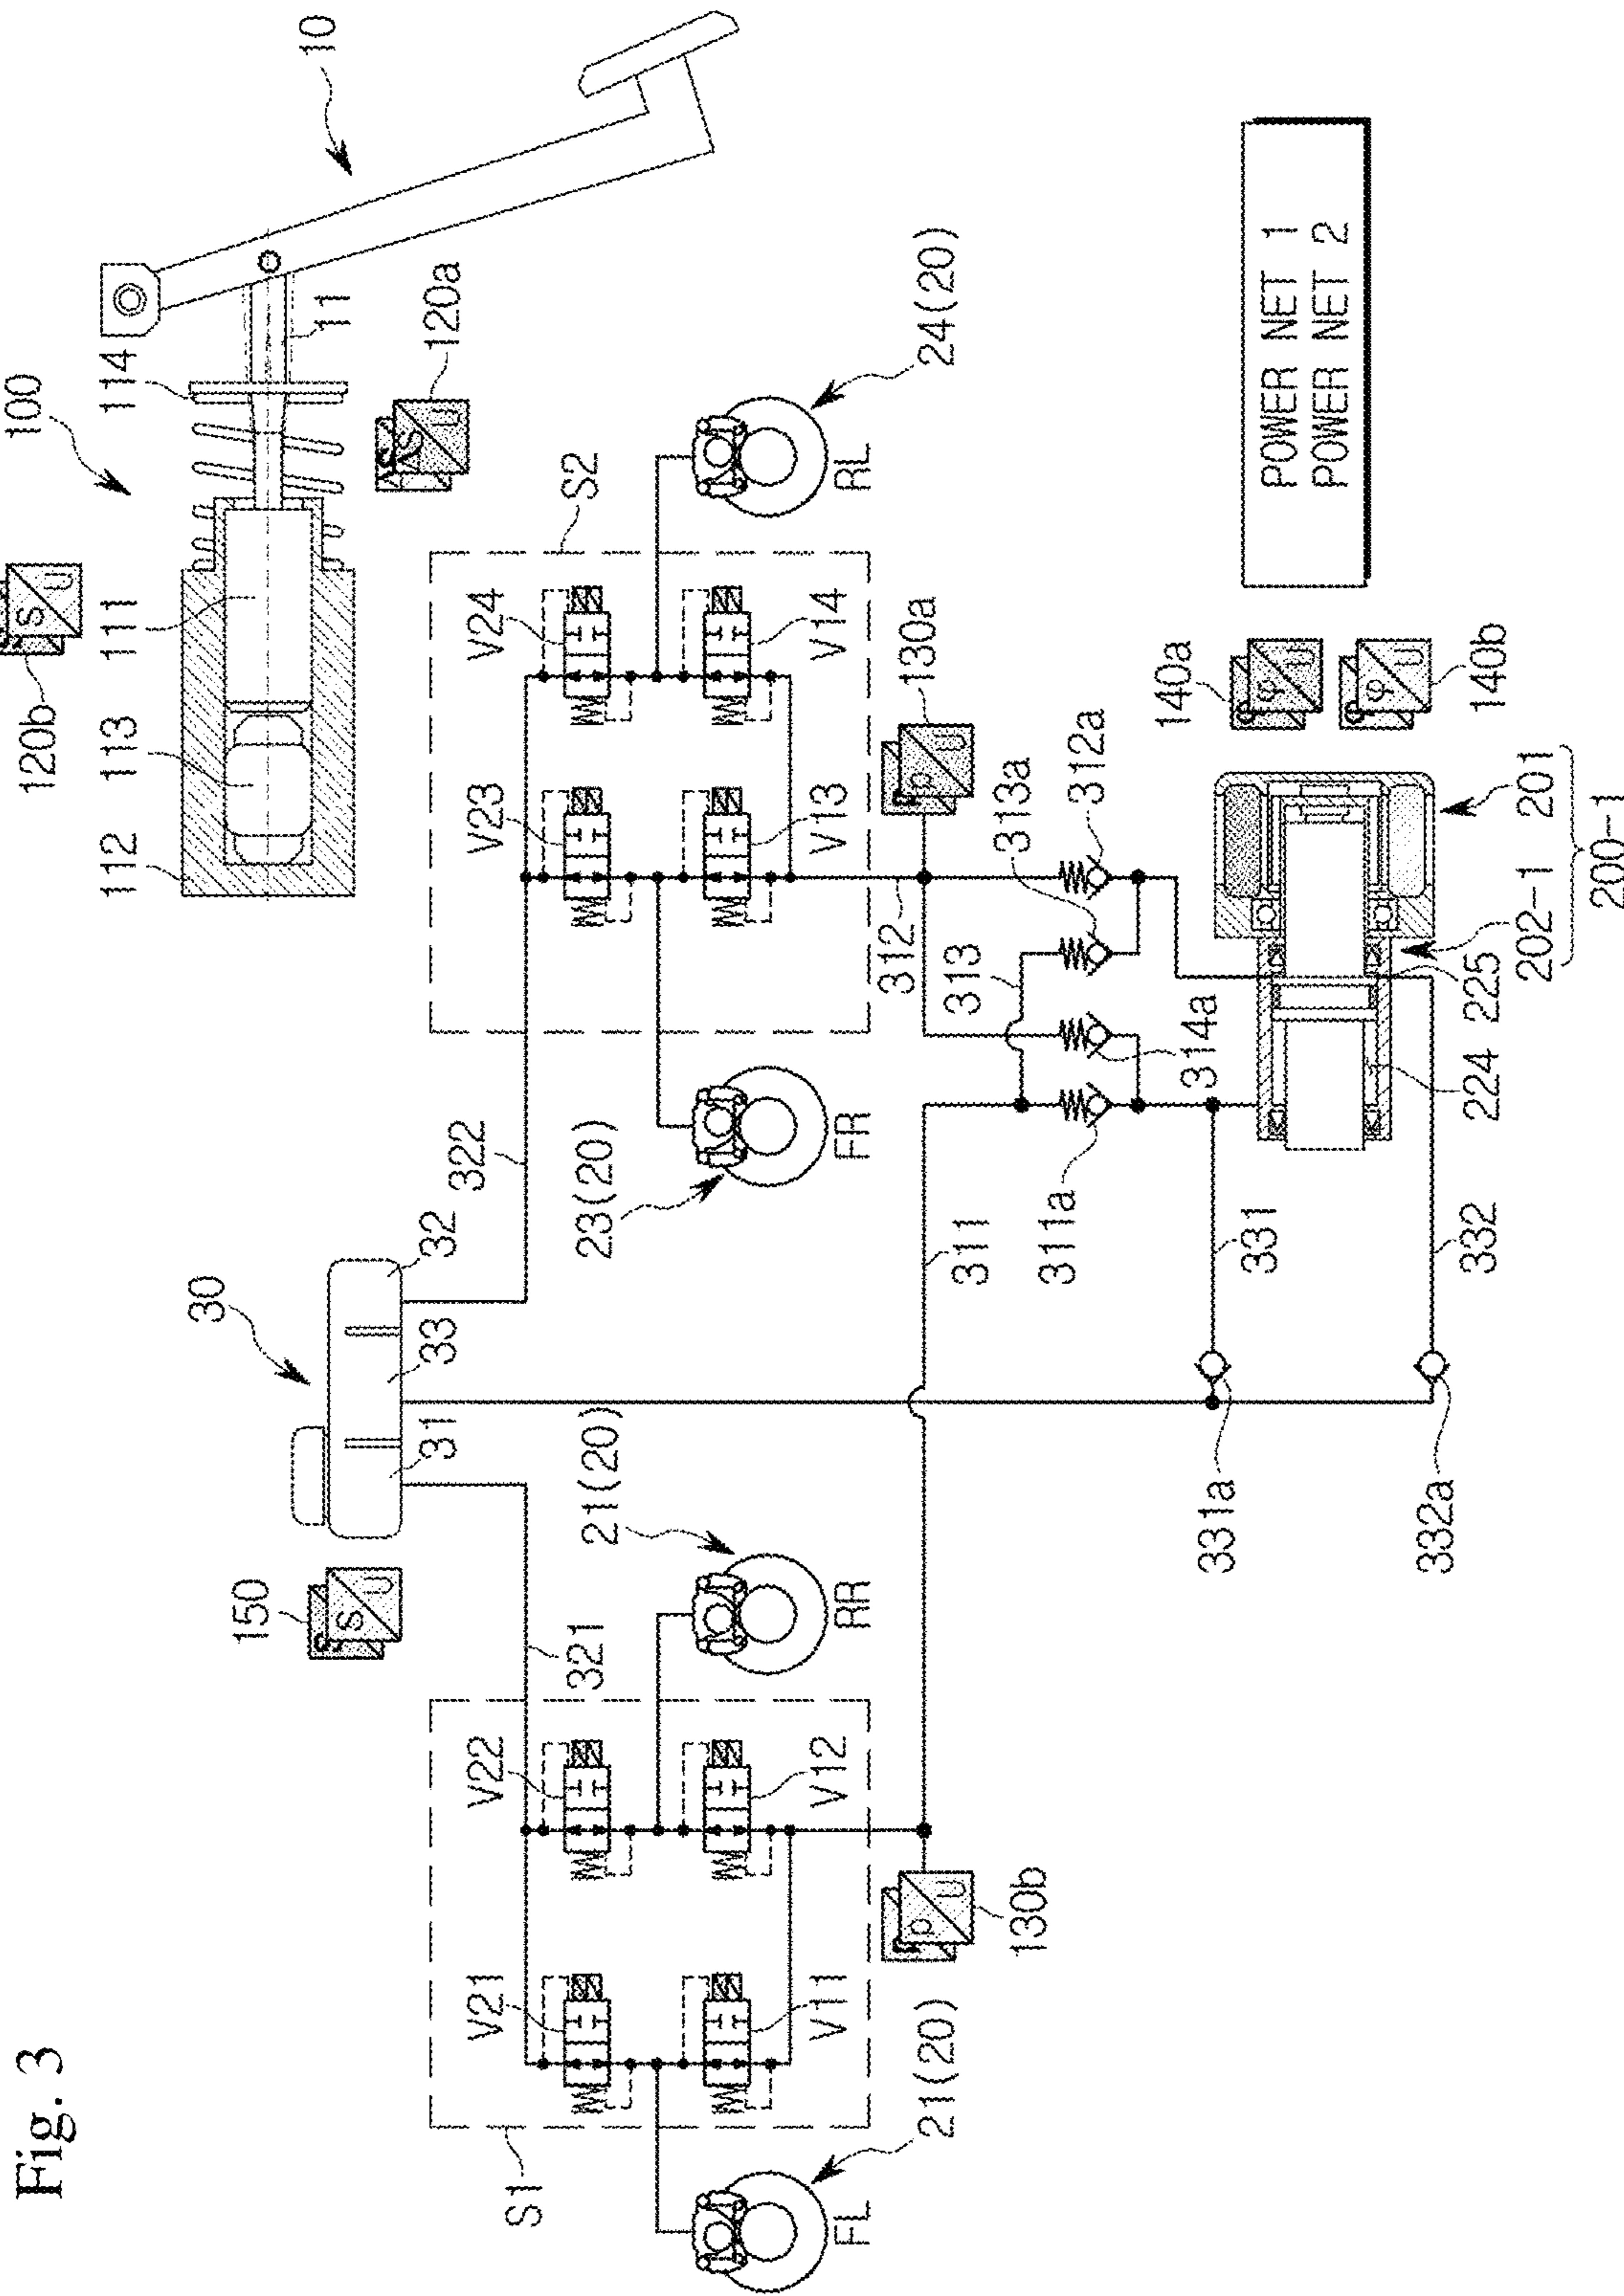 Fig. 3
100
10
120b
112
113
111
114
11
S
U
120a
S
U
30
150
S
U
31
33
32
321
322
S1
S2
V21
V22
V23
V24
V11
V12
V13
V14
21(20)
23(20)
24(20)
FL
21(20)
RR
FR
RL
130b
P
U
130a
P
U
311
312
313
313a
312a
311a
314a
331
331a
332
332a
224
225
202-1
201
200-1
140a
φ
U
140b
φ
U
POWER NET 1
POWER NET 2